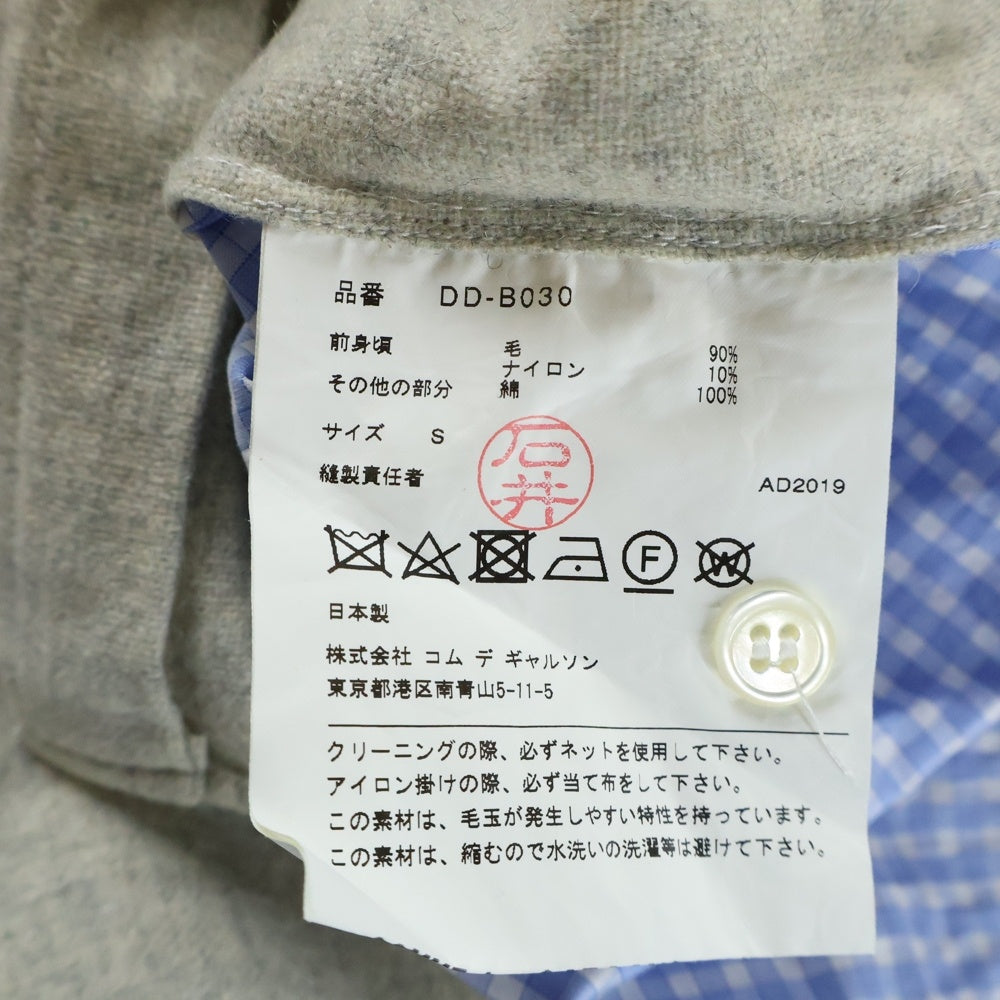 品番 DD-B030
前身頃 毛 90%
ナイロン 10%
その他の部分 綿 100%
サイズ S
石井
縫製責任者 AD2019
F W
日本製
株式会社 コム デ ギャルソン
東京都港区南青山5-11-5
クリーニングの際、必ずネットを使用して下さい。
アイロン掛けの際、必ず当て布をして下さい。
この素材は、毛玉が発生しやすい特性を持っています。
この素材は、縮むので水洗いの洗濯等は避けて下さい。